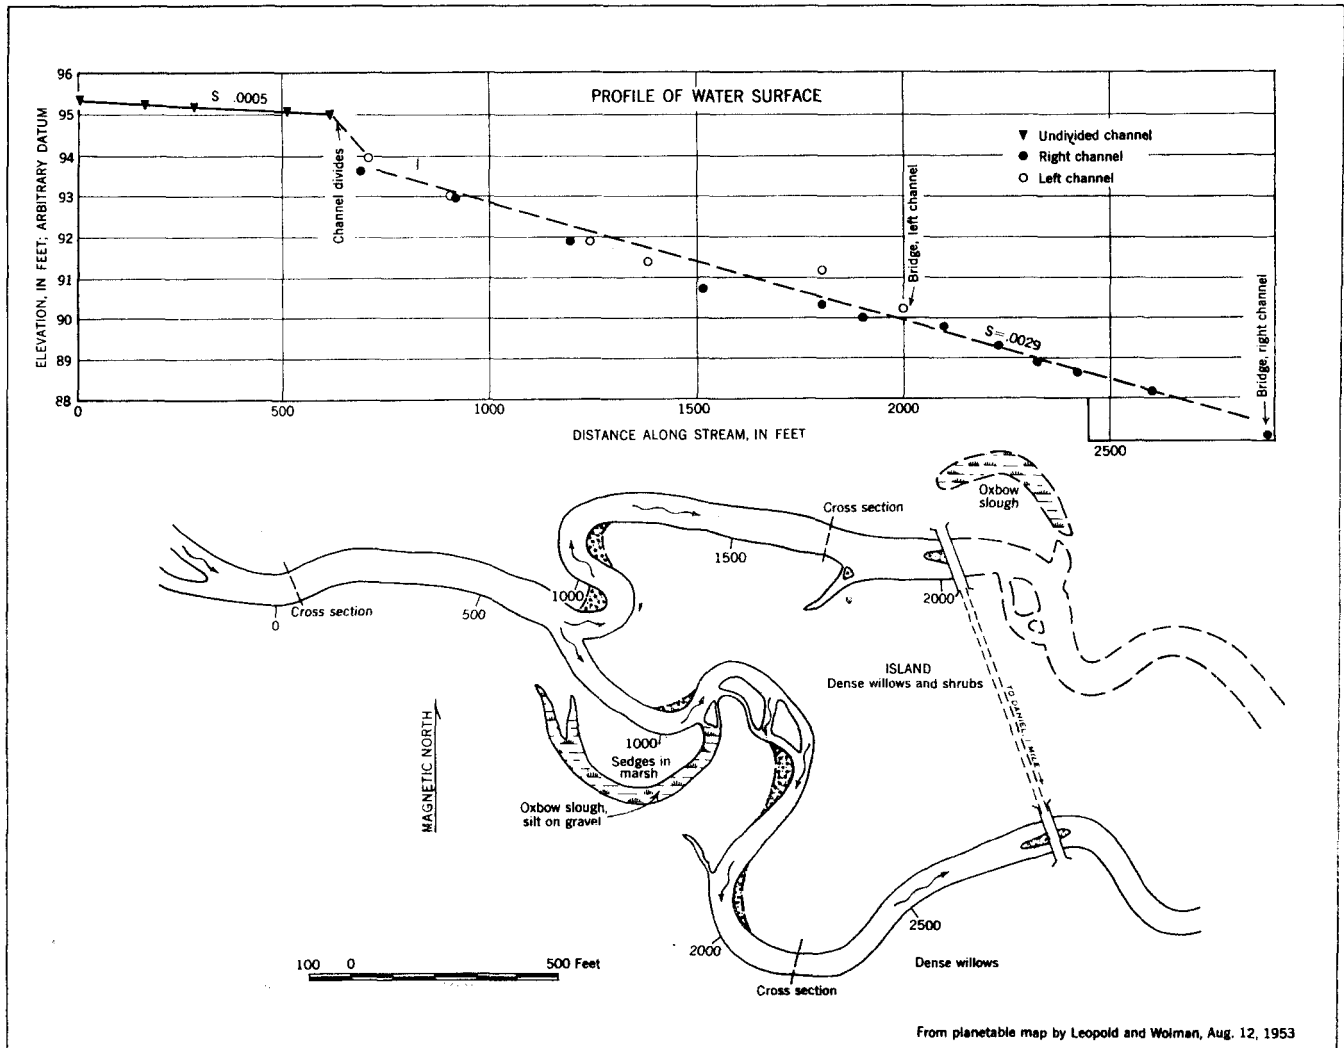 96
95
94
93
92
91
90
89
88
ELEVATION, IN FEET; ARBITRARY DATUM
S .0005
PROFILE OF WATER SURFACE
Undivided channel
Right channel
Left channel
Channel divides
Bridge, left channel
S=.0029
Bridge, right channel
0
500
1000
1500
2000
2500
DISTANCE ALONG STREAM, IN FEET
Oxbow
slough
Cross section
1500
1000
2000
Cross section
0
500
ISLAND
Dense willows and shrubs
TO DANIEL 1 MILE
MAGNETIC NORTH
1000
Sedges in
marsh
Oxbow slough,
silt on gravel
2500
2000
100 0 500 Feet
Dense willows
Cross section
From planetable map by Leopold and Wolman, Aug. 12, 1953